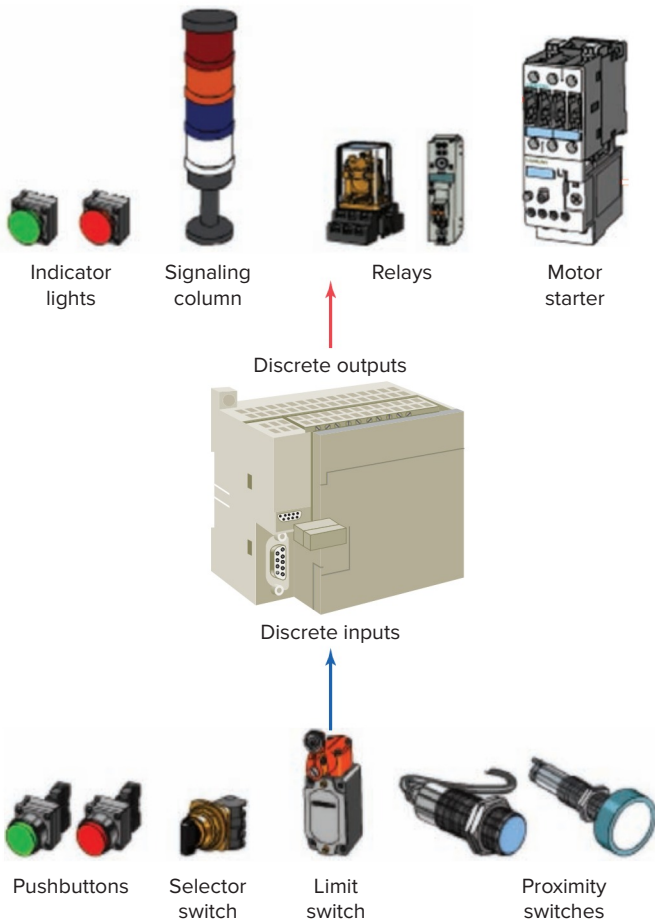 Indicator
lights
Signaling
column
Relays
Motor
starter
Discrete outputs
Discrete inputs
Pushbuttons
Selector
switch
Limit
switch
Proximity
switches